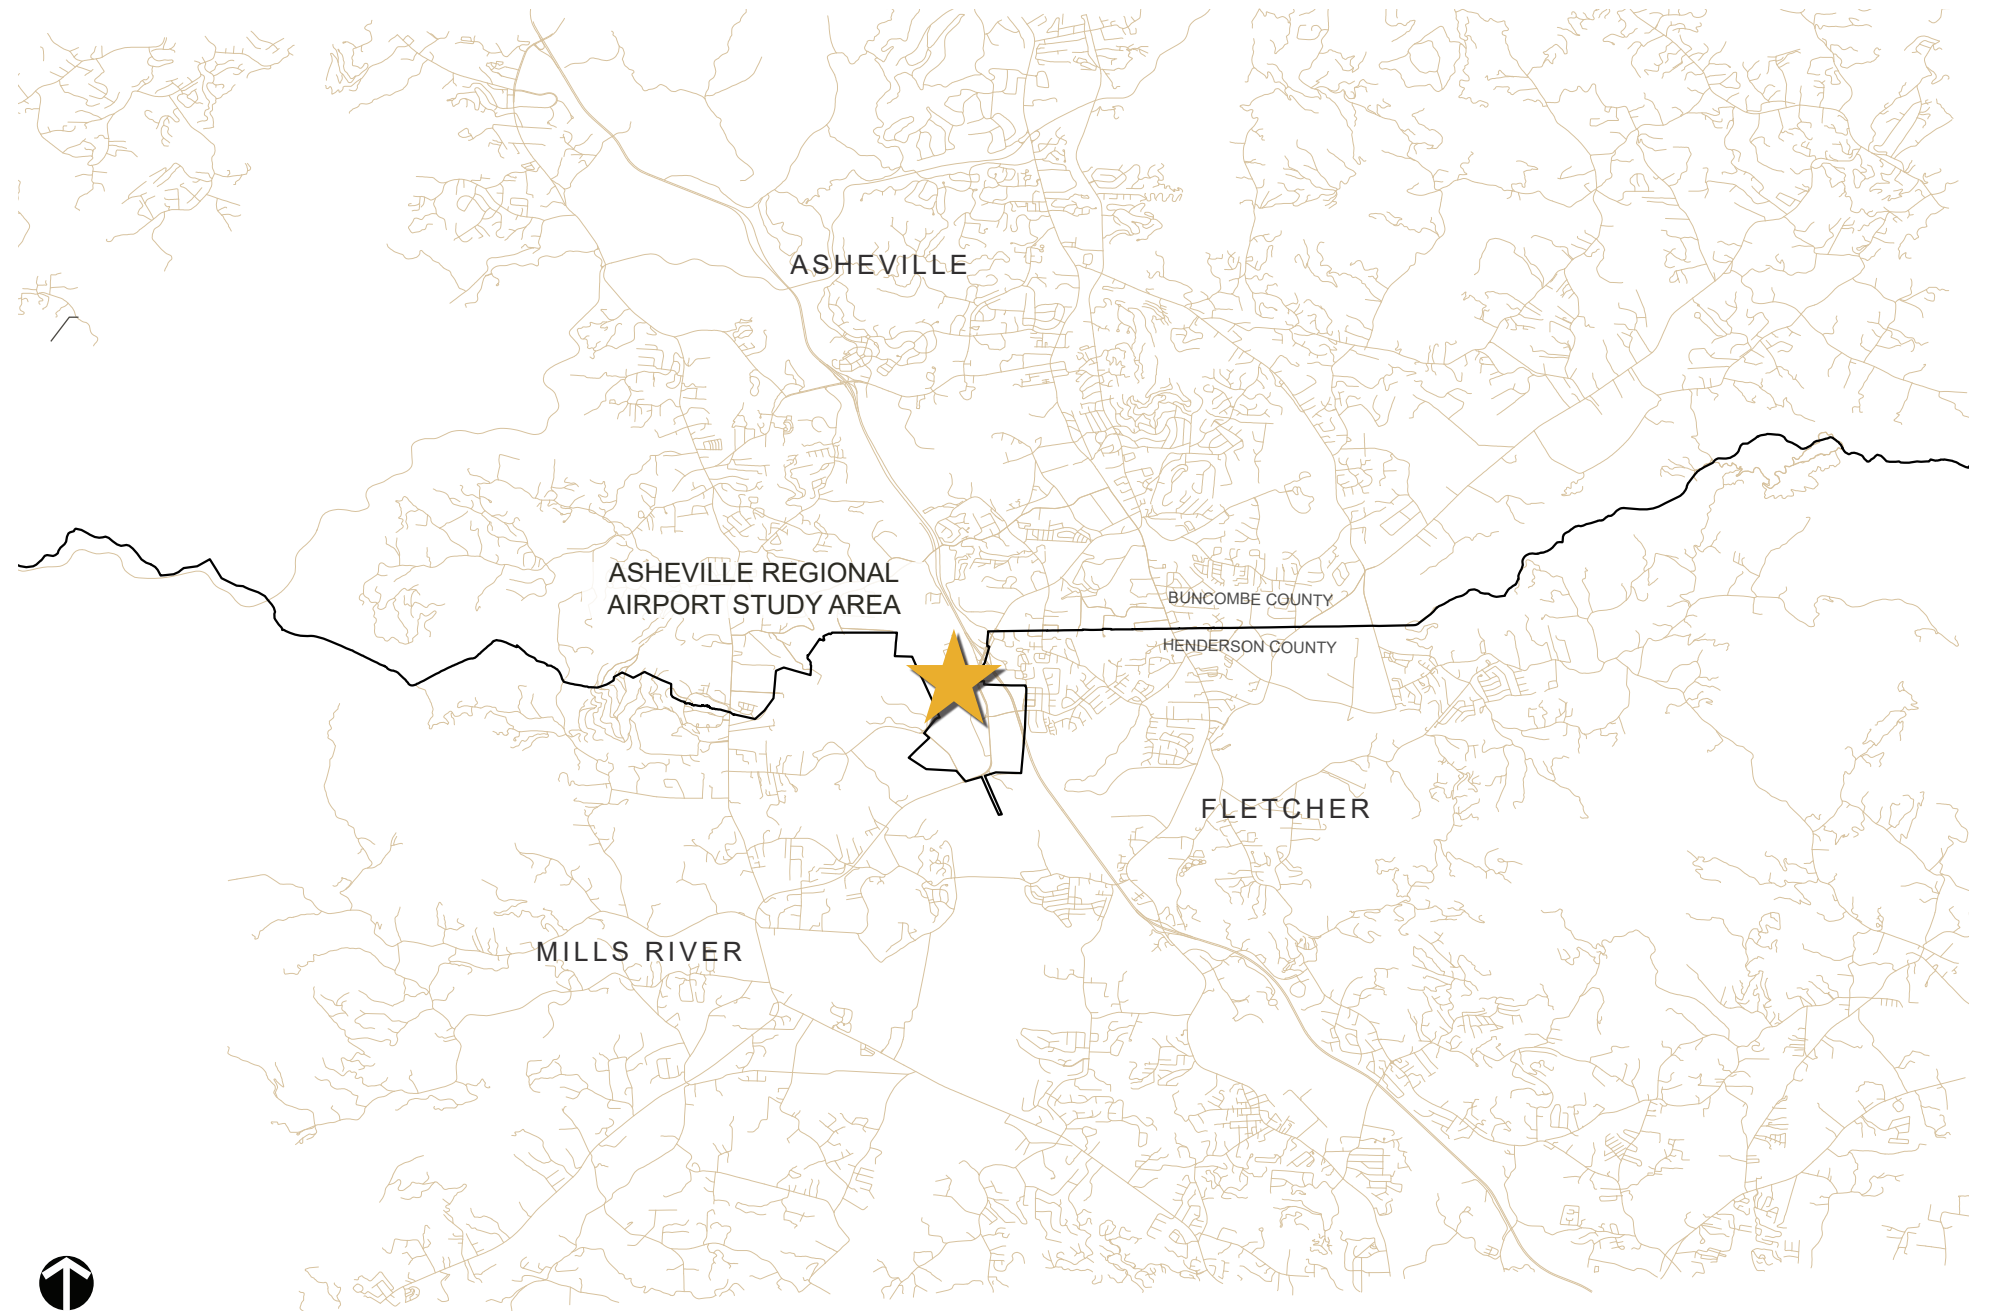 ASHEVILLE
ASHEVILLE REGIONAL
AIRPORT STUDY AREA
BUNCOMBE COUNTY
HENDERSON COUNTY
FLETCHER
MILLS RIVER